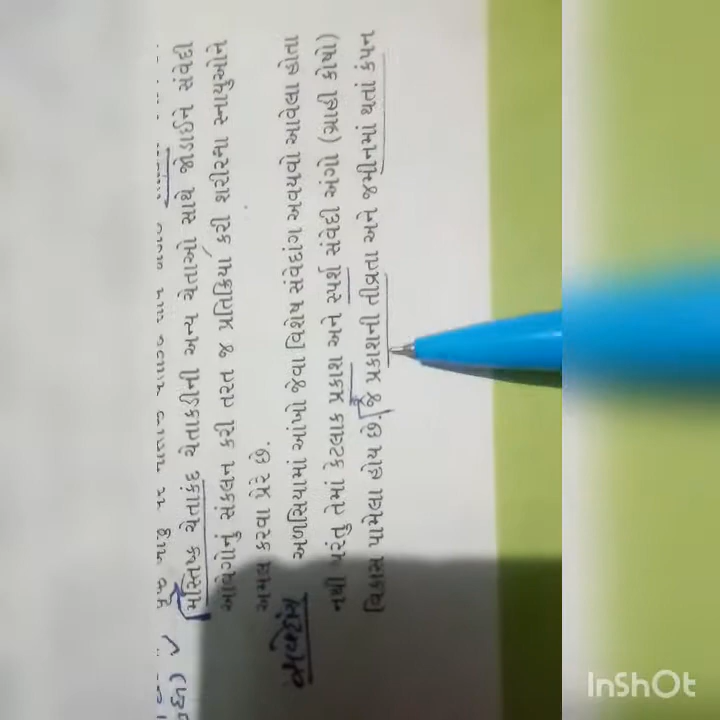 મસ્તિષ્ક ચેતાકંદ ચેતાકડીની અન્ય ચેતાઓ સાથે જોડાઈને સંવેદી
આવેગોનું સંકલન કરી તરત જ પ્રતિક્રિયા કરી શરીરના સ્નાયુઓને
અમલ કરવા પ્રેરે છે.
અળસિયામાં આંખો જેવા વિશેષ સંવેદાંગ અવયવો આવેલા હોતા
નથી પરંતુ તેમાં કેટલાક પ્રકાશ અને સ્પર્શ સંવેદી અંગો (ગ્રાહી કોષો)
વિકાસ પામેલા હોય છે. જે પ્રકાશની તીવ્રતા અને જમીનમાં થતાં કંપન
InShOt